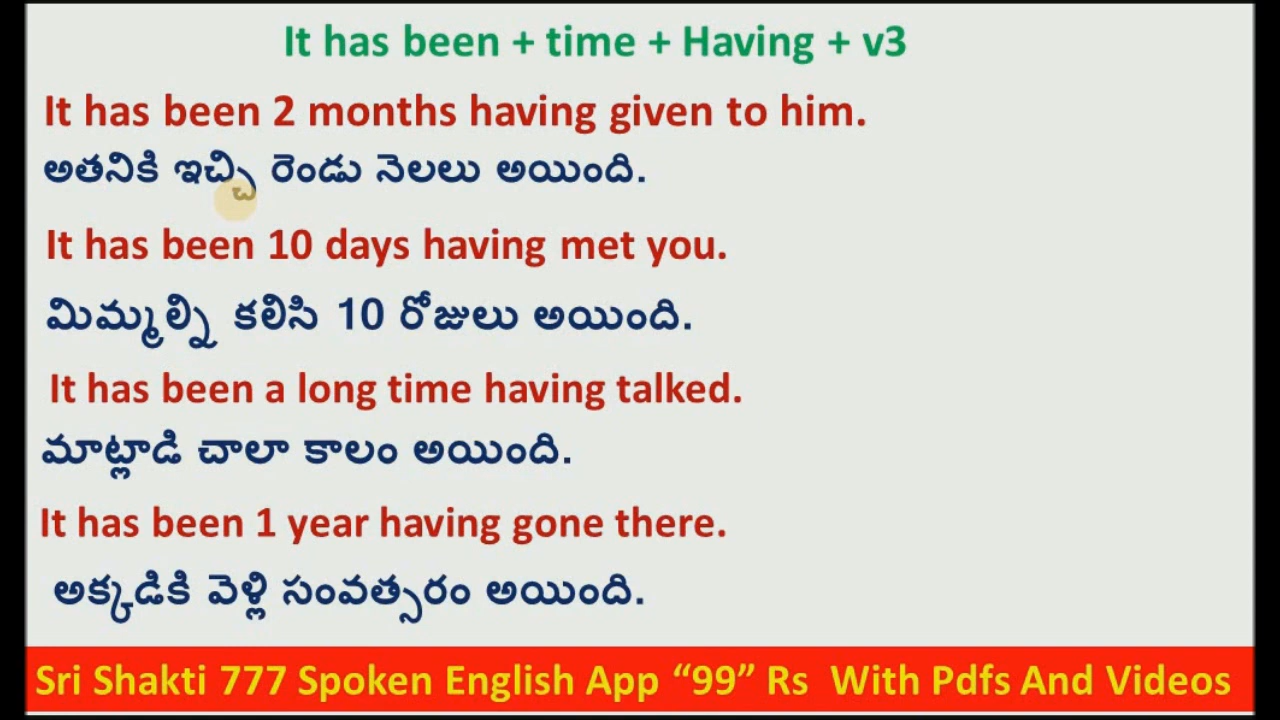 It has been + time + Having + v3
It has been 2 months having given to him.
అతనికి ఇచ్చి రెండు నెలలు అయింది.
It has been 10 days having met you.
మిమ్మల్ని కలిసి 10 రోజులు అయింది.
It has been a long time having talked.
మాట్లాడి చాలా కాలం అయింది.
It has been 1 year having gone there.
అక్కడికి వెళ్లి సంవత్సరం అయింది.
Sri Shakti 777 Spoken English App “99” Rs With Pdfs And Videos